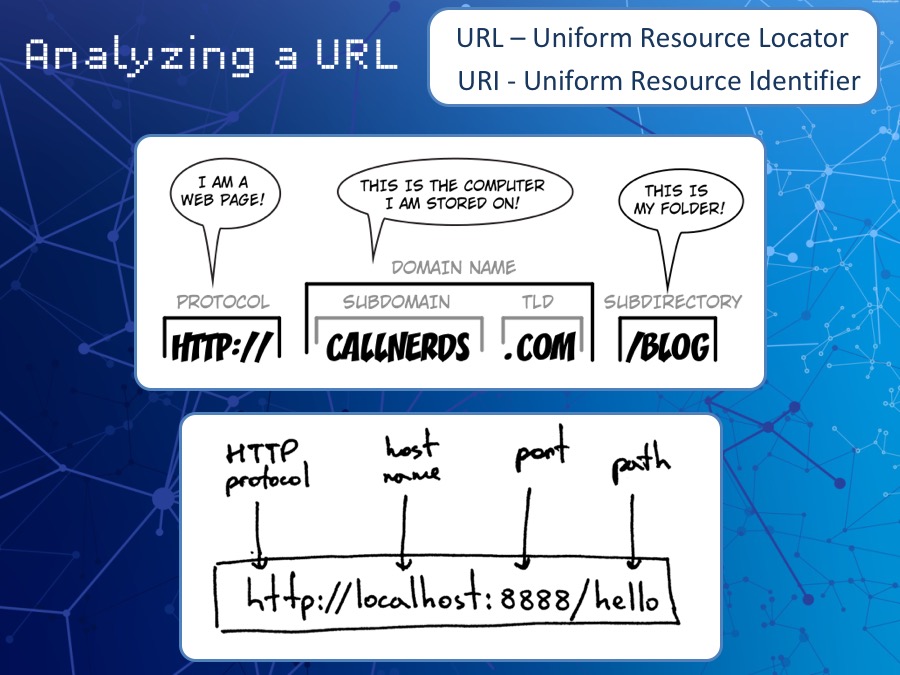 Analyzing a URL
URL – Uniform Resource Locator
URI - Uniform Resource Identifier
I AM A
WEB PAGE!
THIS IS THE COMPUTER
I AM STORED ON!
THIS IS
MY FOLDER!
DOMAIN NAME
PROTOCOL SUBDOMAIN TLD SUBDIRECTORY
HTTP:// CALLNERDS .COM /BLOG
HTTP
protocol
host
name
port
path
http://localhost:8888/hello